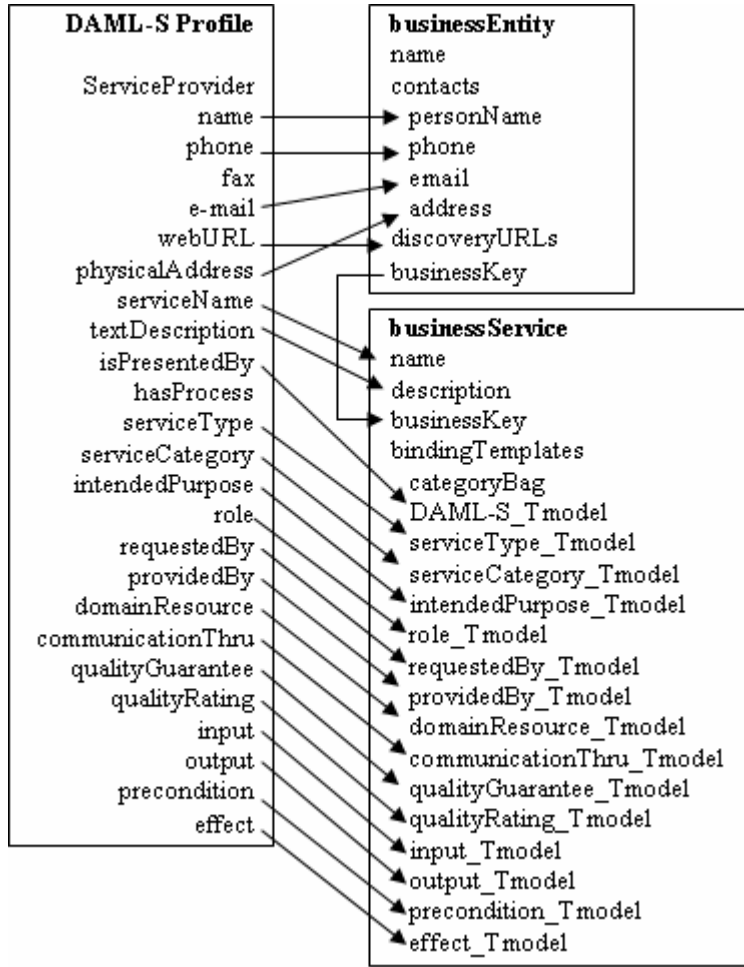 DAML-S Profile
ServiceProvider
name
phone
fax
e-mail
webURL
physicalAddress
serviceName
textDescription
isPresentedBy
hasProcess
serviceType
serviceCategory
intendedPurpose
role
requestedBy
providedBy
domainResource
communicationThru
qualityGuarantee
qualityRating
input
output
precondition
effect
businessEntity
name
contacts
personName
phone
email
address
discoveryURLs
businessKey
businessService
name
description
businessKey
bindingTemplates
categoryBag
DAML-S_Tmodel
serviceType_Tmodel
serviceCategory_Tmodel
intendedPurpose_Tmodel
role_Tmodel
requestedBy_Tmodel
providedBy_Tmodel
domainResource_Tmodel
communicationThru_Tmodel
qualityGuarantee_Tmodel
qualityRating_Tmodel
input_Tmodel
output_Tmodel
precondition_Tmodel
effect_Tmodel